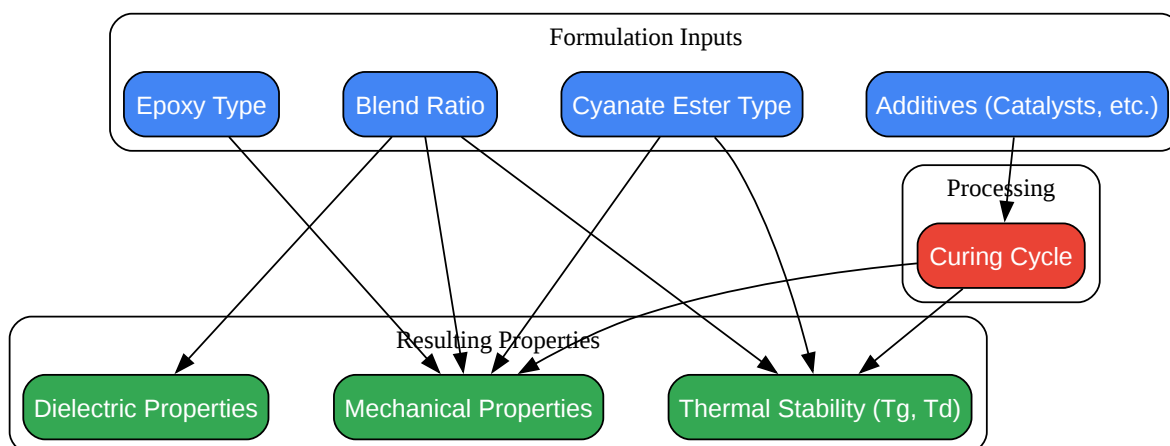 Formulation Inputs
Epoxy Type
Blend Ratio
Cyanate Ester Type
Additives (Catalysts, etc.)
Processing
Curing Cycle
Resulting Properties
Dielectric Properties
Mechanical Properties
Thermal Stability (Tg, Td)